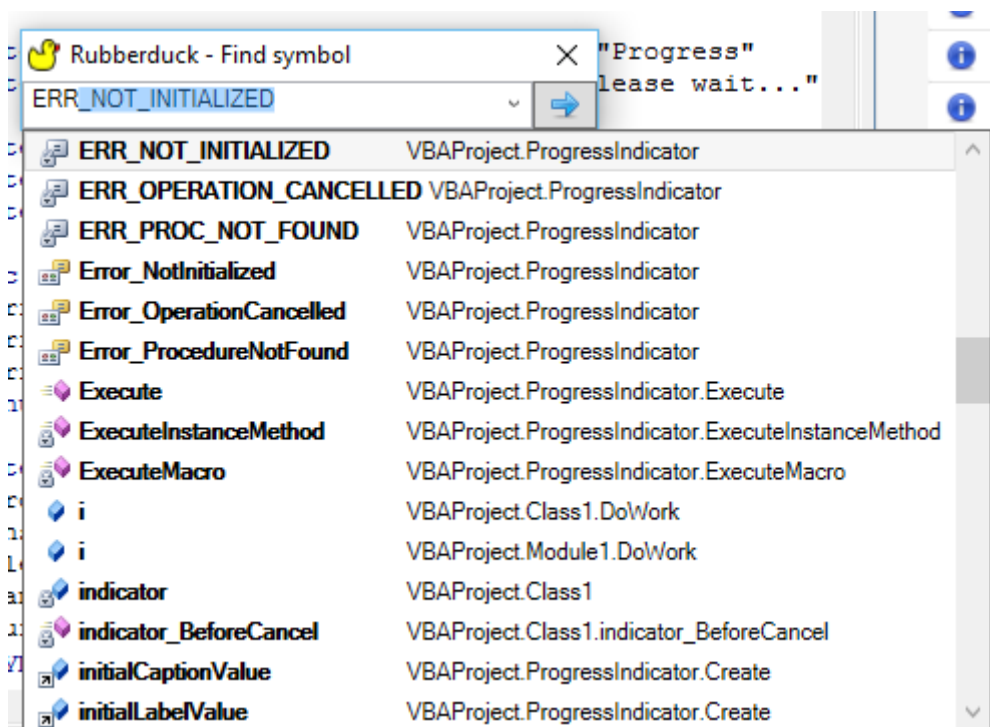 Rubberduck - Find symbol
"Progress"
lease wait..."
ERR_NOT_INITIALIZED
ERR_NOT_INITIALIZED VBAProject.ProgressIndicator
ERR_OPERATION_CANCELLED VBAProject.ProgressIndicator
ERR_PROC_NOT_FOUND VBAProject.ProgressIndicator
Error_NotInitialized VBAProject.ProgressIndicator
Error_OperationCancelled VBAProject.ProgressIndicator
Error_ProcedureNotFound VBAProject.ProgressIndicator
Execute VBAProject.ProgressIndicator.Execute
ExecuteInstanceMethod VBAProject.ProgressIndicator.ExecuteInstanceMethod
ExecuteMacro VBAProject.ProgressIndicator.ExecuteMacro
i VBAProject.Class1.DoWork
i VBAProject.Module1.DoWork
indicator VBAProject.Class1
indicator_BeforeCancel VBAProject.Class1.indicator_BeforeCancel
initialCaptionValue VBAProject.ProgressIndicator.Create
initialLabelValue VBAProject.ProgressIndicator.Create